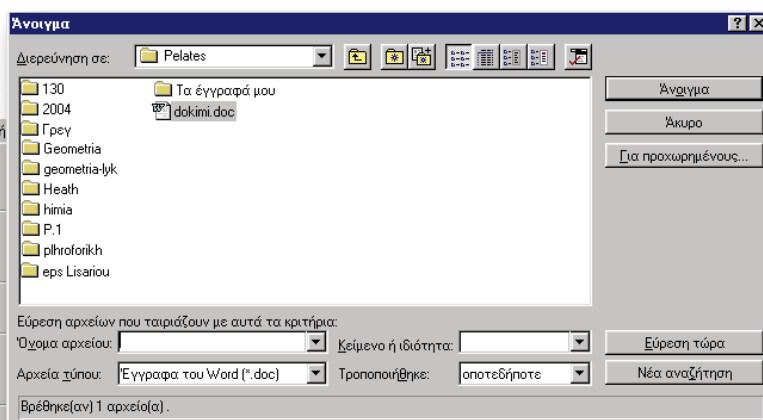 Άνοιγμα
Διερεύνηση σε: Pelates
130 Τα έγγραφά μου
2004 dokimi.doc
Γρεγ
Geometria
geometria-lyk
Heath
himia
P.1
plhroforikh
eps Lisariou
Άνοιγμα
Άκυρο
Για προχωρημένους...
Εύρεση αρχείων που ταιριάζουν με αυτά τα κριτήρια:
Όνομα αρχείου: Κείμενο ή ιδιότητα: Εύρεση τώρα
Αρχεία τύπου: Έγγραφα του Word (*.doc) Τροποποιήθηκε: οποτεδήποτε Νέα αναζήτηση
Βρέθηκε(αν) 1 αρχείο(α) .